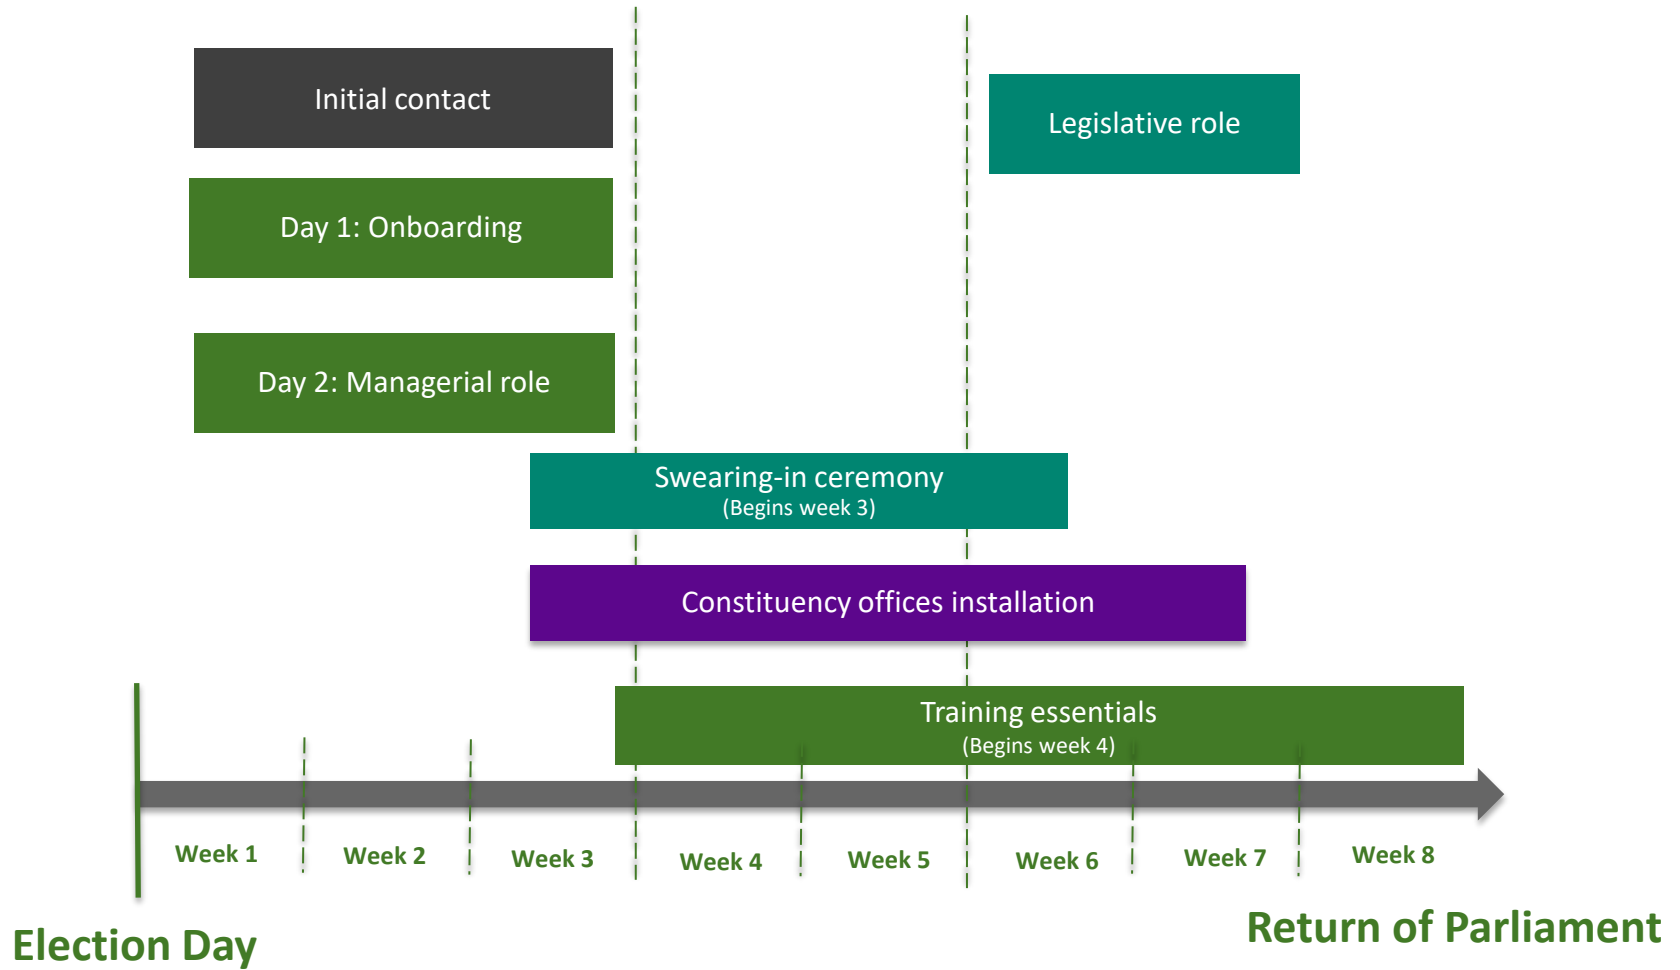 Initial contact
Legislative role
Day 1: Onboarding
Day 2: Managerial role
Swearing-in ceremony
(Begins week 3)
Constituency offices installation
Training essentials
(Begins week 4)
Week 1
Week 2
Week 3
Week 4
Week 5
Week 6
Week 7
Week 8
Election Day
Return of Parliament